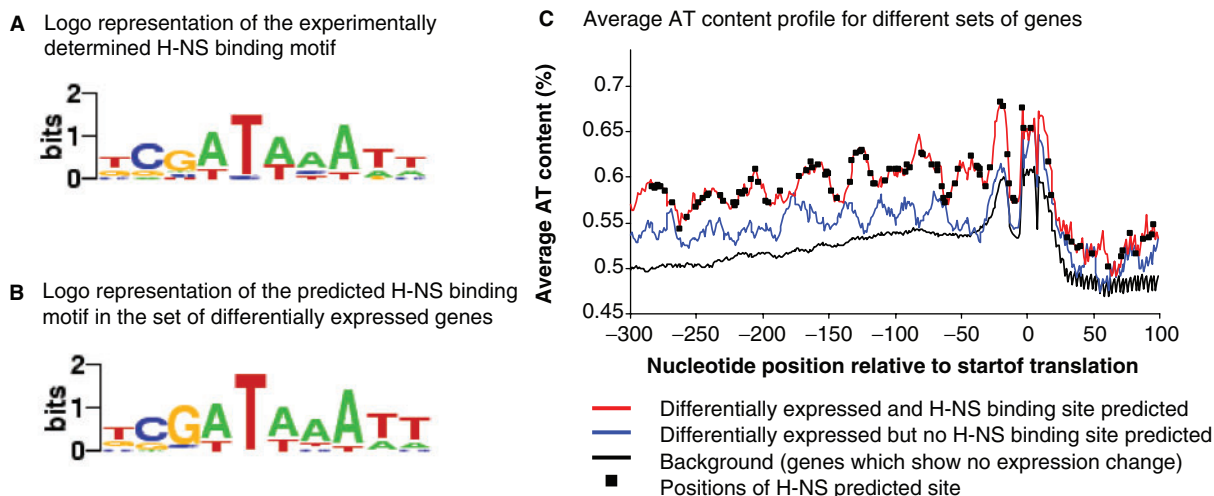 A Logo representation of the experimentally
determined H-NS binding motif
2
1
0
bits
T C G A T A A A T T
B Logo representation of the predicted H-NS binding
motif in the set of differentially expressed genes
2
1
0
bits
T C G A T A A A T T
C Average AT content profile for different sets of genes
Average AT content (%)
0.7
0.65
0.6
0.55
0.5
0.45
–300 –250 –200 –150 –100 –50 0 50 100
Nucleotide position relative to startof translation
Differentially expressed and H-NS binding site predicted
Differentially expressed but no H-NS binding site predicted
Background (genes which show no expression change)
Positions of H-NS predicted site